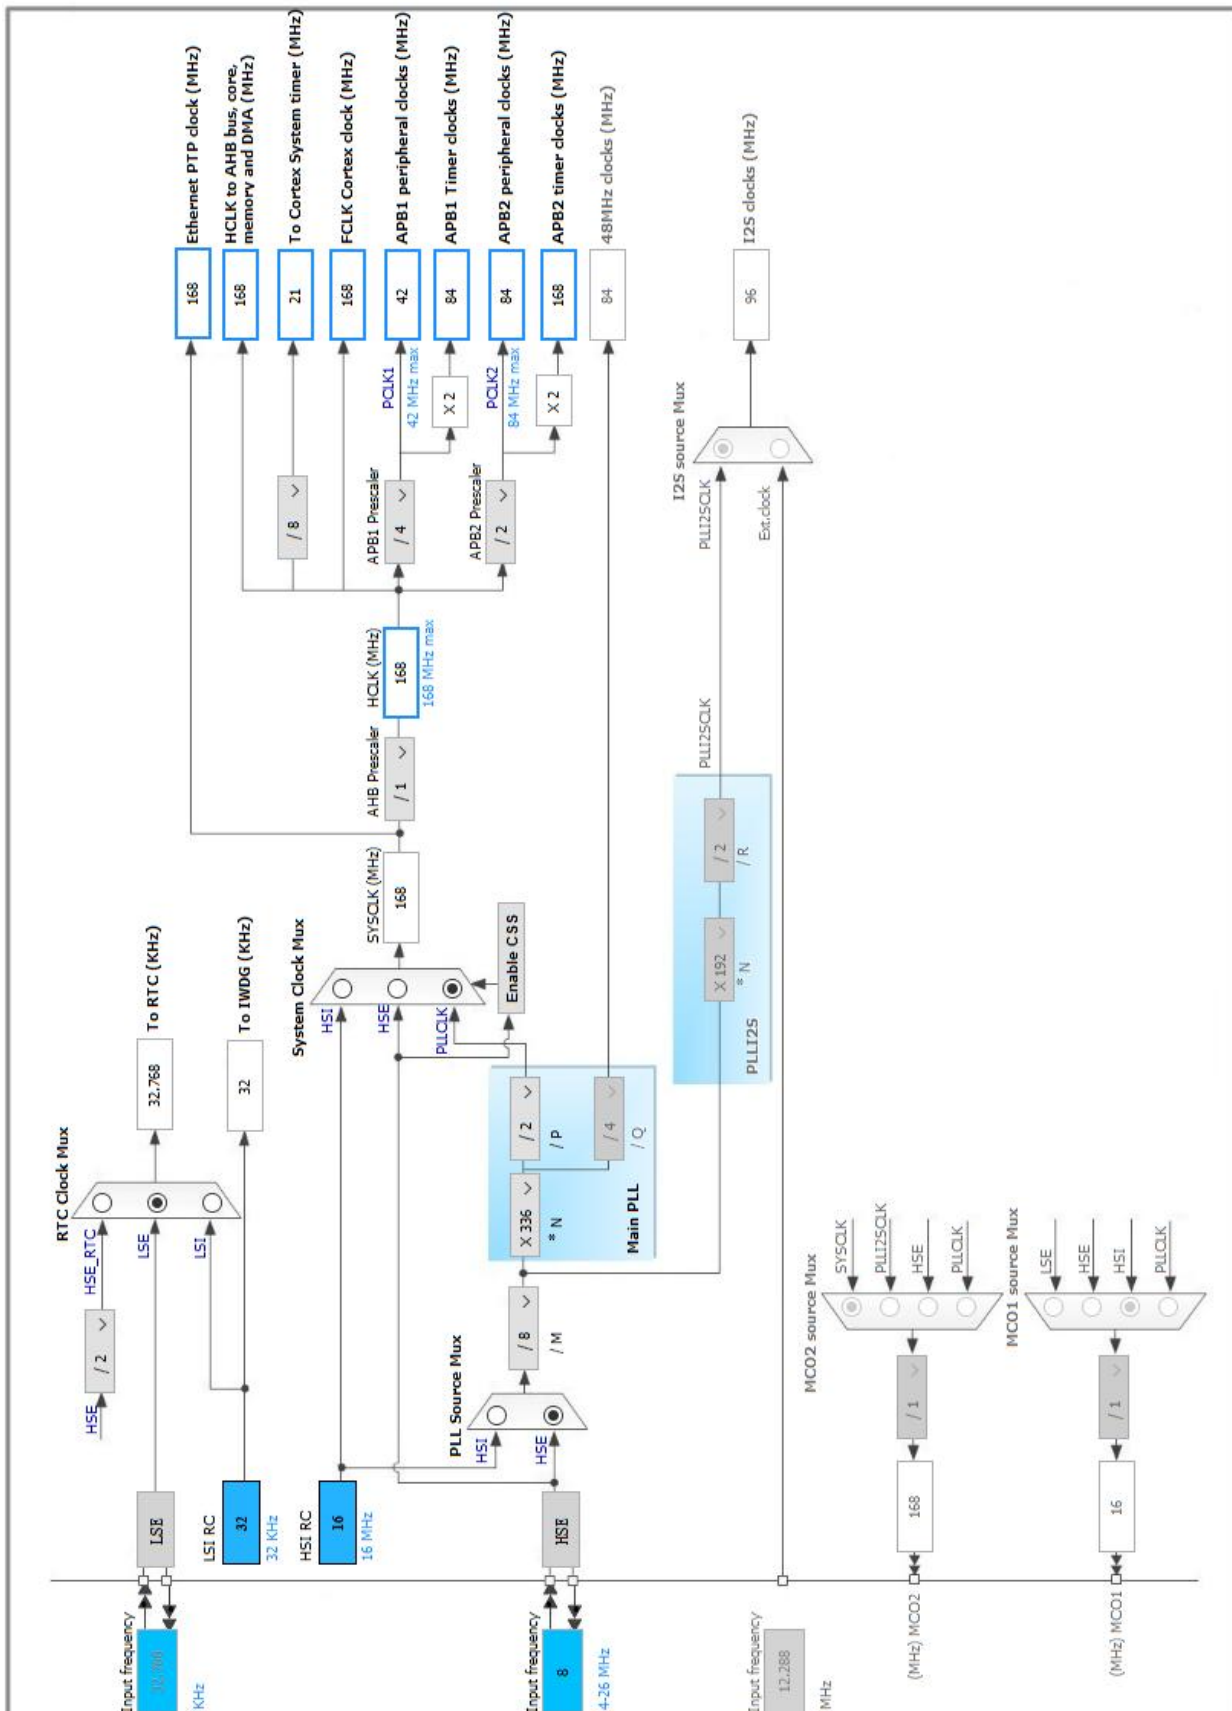 Input frequency
32.768
KHz
LSE
HSE
/ 2
HSE_RTC
LSE
LSI
RTC Clock Mux
32.768
To RTC (KHz)
LSI RC
32
32 KHz
32
To IWDG (KHz)
HSI RC
16
16 MHz
System Clock Mux
HSI
HSE
PLLCLK
Enable CSS
SYSCLK (MHz)
168
AHB Prescaler
/ 1
HCLK (MHz)
168
168 MHz max
168
Ethernet PTP clock (MHz)
168
HCLK to AHB bus, core,
memory and DMA (MHz)
/ 8
21
To Cortex System timer (MHz)
168
FCLK Cortex clock (MHz)
APB1 Prescaler
/ 4
PCLK1
42 MHz max
42
APB1 peripheral clocks (MHz)
X 2
84
APB1 Timer clocks (MHz)
APB2 Prescaler
/ 2
PCLK2
84 MHz max
84
APB2 peripheral clocks (MHz)
X 2
168
APB2 timer clocks (MHz)
84
48MHz clocks (MHz)
Input frequency
8
4-26 MHz
HSE
PLL Source Mux
HSI
HSE
/ 8
/ M
X 336
* N
/ 2
/ P
/ 4
/ Q
Main PLL
X 192
* N
/ 2
/ R
PLLI2S
PLLI2SCLK
PLLI2SCLK
I2S source Mux
Ext.clock
96
I2S clocks (MHz)
Input frequency
12.288
MHz
(MHz) MCO2
168
/ 1
MCO2 source Mux
SYSCLK
PLLI2SCLK
HSE
PLLCLK
(MHz) MCO1
16
/ 1
MCO1 source Mux
LSE
HSE
HSI
PLLCLK